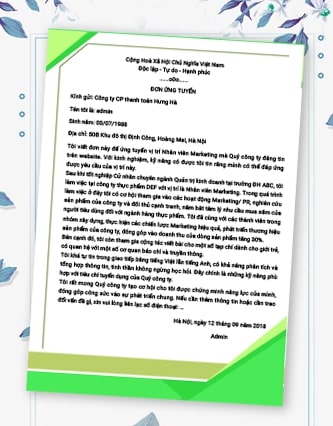 Cộng Hoà Xã Hội Chủ Nghĩa Việt Nam
Độc lập - Tự do - Hạnh phúc
------oOo------
ĐƠN ỨNG TUYỂN
Kính gửi: Công ty CP thanh toán Hưng Hà
Tên tôi là: admin
Sinh năm: 00/07/1988
Địa chỉ: 50B Khu đô thị Định Công, Hoàng Mai, Hà Nội
Tôi viết đơn này để ứng tuyển vị trí Nhân viên Marketing mà Quý công ty đăng tin
trên website. Với kinh nghiệm, kỹ năng có được tôi tin rằng mình có thể đáp ứng
được yêu cầu của vị trí này.
Sau khi tốt nghiệp Cử nhân chuyên ngành Quản trị kinh doanh tại trường ĐH ABC, tôi
làm việc tại công ty thực phẩm DEF với vị trí là Nhân viên Marketing. Trong quá trình
làm việc ở đây tôi có cơ hội tham gia vào các hoạt động Marketing/ PR, nghiên cứu
sản phẩm của công ty và đối thủ cạnh tranh, nắm bắt tâm lý nhu cầu mua sắm của
người tiêu dùng đối với ngành hàng thực phẩm. Tôi đã cùng với các thành viên trong
nhóm xây dựng, thực hiện các chiến lược Marketing hiệu quả, phát triển thương hiệu
sản phẩm của công ty, đóng góp vào doanh thu của dòng sản phẩm tăng 30%.
Bên cạnh đó, tôi còn tham gia cộng tác viết bài cho một số tạp chí dành cho giới trẻ,
có quan hệ với một số cơ quan báo chí và truyền thông.
Tôi khá tự tin trong giao tiếp bằng tiếng Việt lẫn tiếng Anh, có khả năng phân tích và
tổng hợp thông tin, tinh thần không ngừng học hỏi. Đây chính là những kỹ năng phù
hợp với tiêu chí tuyển dụng của Quý công ty.
Tôi rất mong Quý công ty tạo cơ hội cho tôi được chứng minh năng lực của mình,
đóng góp công sức vào sự phát triển chung. Nếu cần thêm thông tin hoặc cần trao
đổi vấn đề gì, xin vui lòng liên lạc số điện thoại: ...
Hà Nội, ngày 12 tháng 09 năm 2018
Admin